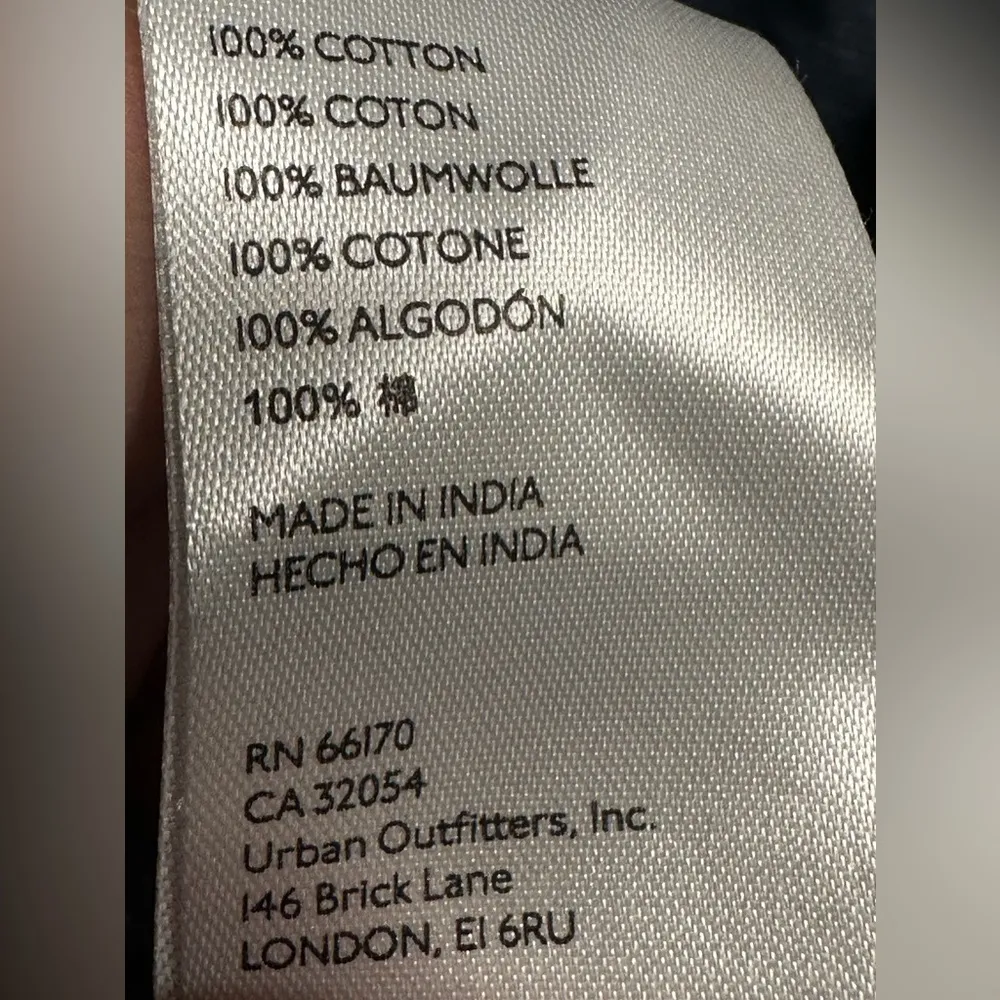 100% COTTON
100% COTON
100% BAUMWOLLE
100% COTONE
100% ALGODÓN
100% 棉
MADE IN INDIA
HECHO EN INDIA
RN 66170
CA 32054
Urban Outfitters, Inc.
146 Brick Lane
LONDON, E1 6RU